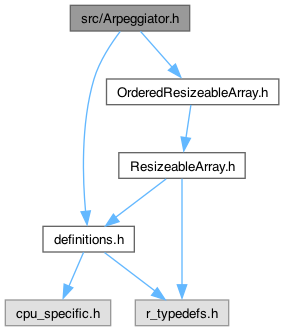 src/Arpeggiator.h
OrderedResizeableArray.h
ResizeableArray.h
definitions.h
cpu_specific.h
r_typedefs.h